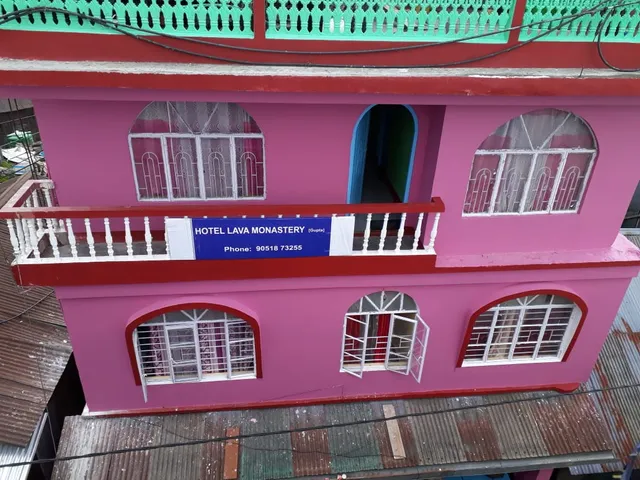 HOTEL LAVA MONASTERY [Gupta]
Phone: 90518 73255